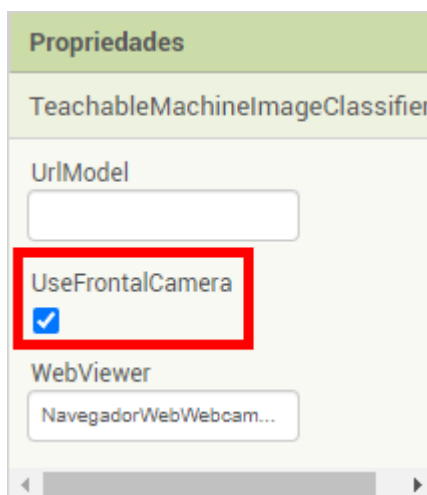 Propriedades
TeachableMachineImageClassifier
UrlModel
UseFrontalCamera
WebViewer
NavegadorWebWebcam...